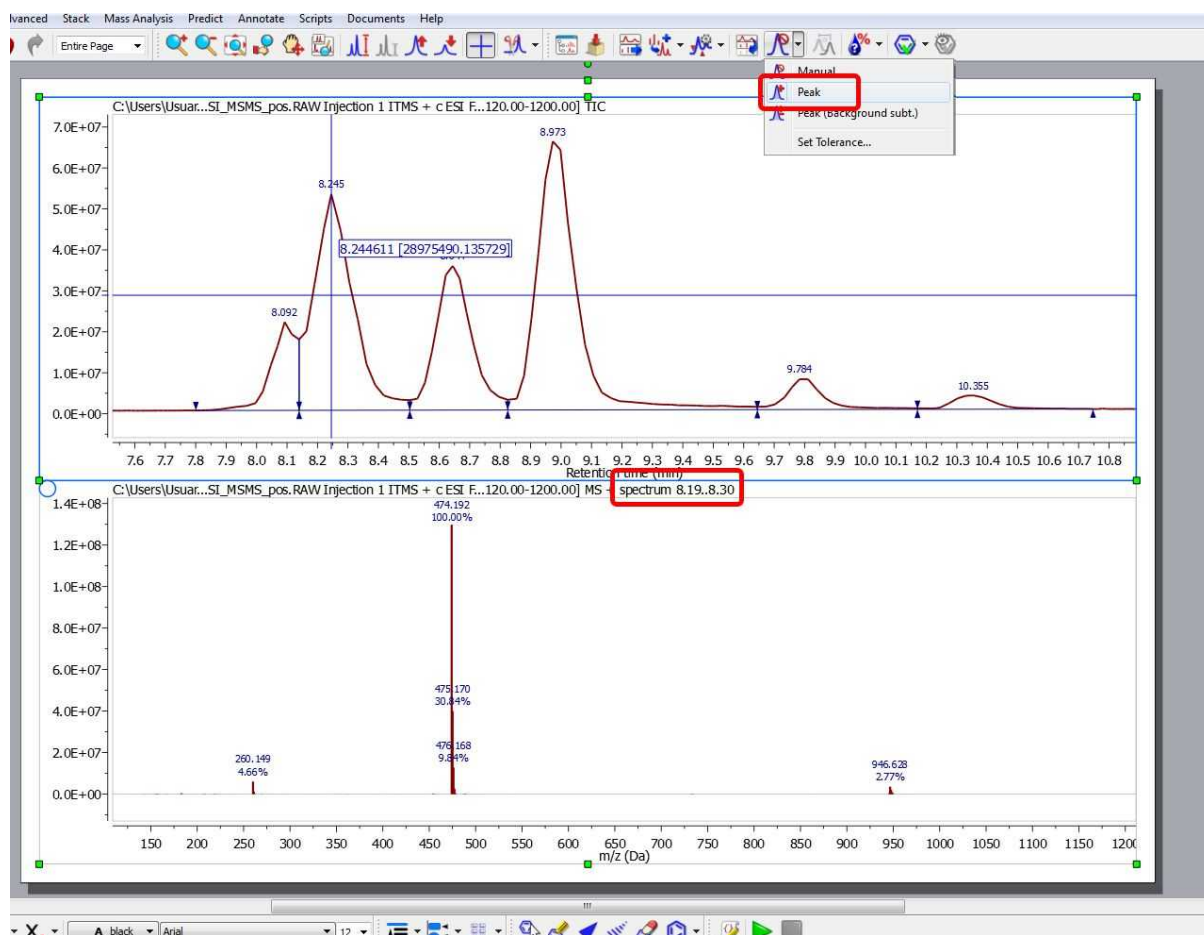 vanced Stack Mass Analysis Predict Annotate Scripts Documents Help
Entire Page
Manual
Peak
Peak (Background subt.)
Set Tolerance...
C:\Users\Usuar...SI_MSMS_pos.RAW Injection 1 ITMS + c ESI F...120.00-1200.00] TIC
7.0E+07
6.0E+07
5.0E+07
4.0E+07
3.0E+07
2.0E+07
1.0E+07
0.0E+00
8.092
8.245
8.244611 [28975490.135729]
8.973
9.784
10.355
7.6 7.7 7.8 7.9 8.0 8.1 8.2 8.3 8.4 8.5 8.6 8.7 8.8 8.9 9.0 9.1 9.2 9.3 9.4 9.5 9.6 9.7 9.8 9.9 10.0 10.1 10.2 10.3 10.4 10.5 10.6 10.7 10.8
Retention time (min)
C:\Users\Usuar...SI_MSMS_pos.RAW Injection 1 ITMS + c ESI F...120.00-1200.00] MS + spectrum 8.19..8.30
1.4E+08
1.2E+08
1.0E+08
8.0E+07
6.0E+07
4.0E+07
2.0E+07
0.0E+00
474.192
100.00%
475.170
30.84%
476.168
9.84%
260.149
4.66%
946.628
2.77%
150 200 250 300 350 400 450 500 550 600 650 700 750 800 850 900 950 1000 1050 1100 1150 1200
m/z (Da)
A black Arial 12